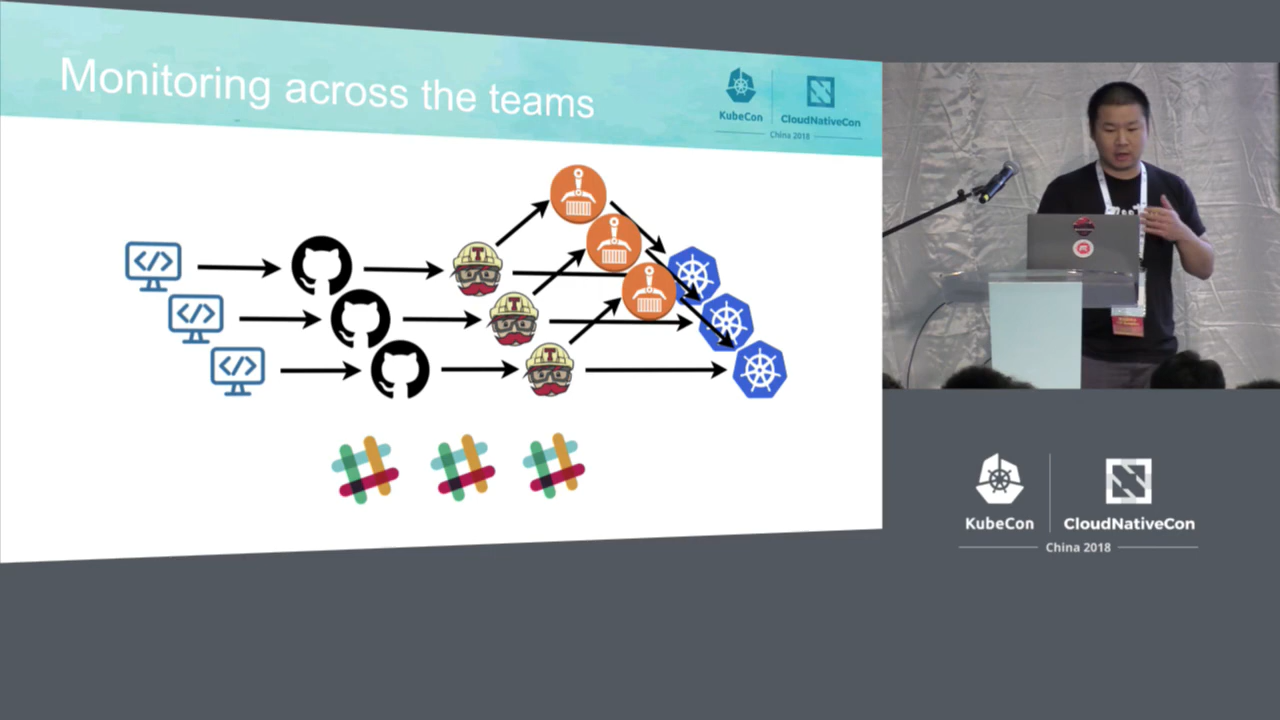 Monitoring across the teams
KubeCon
CloudNativeCon
China 2018
</>
</>
</>
T
T
T
KubeCon
CloudNativeCon
China 2018